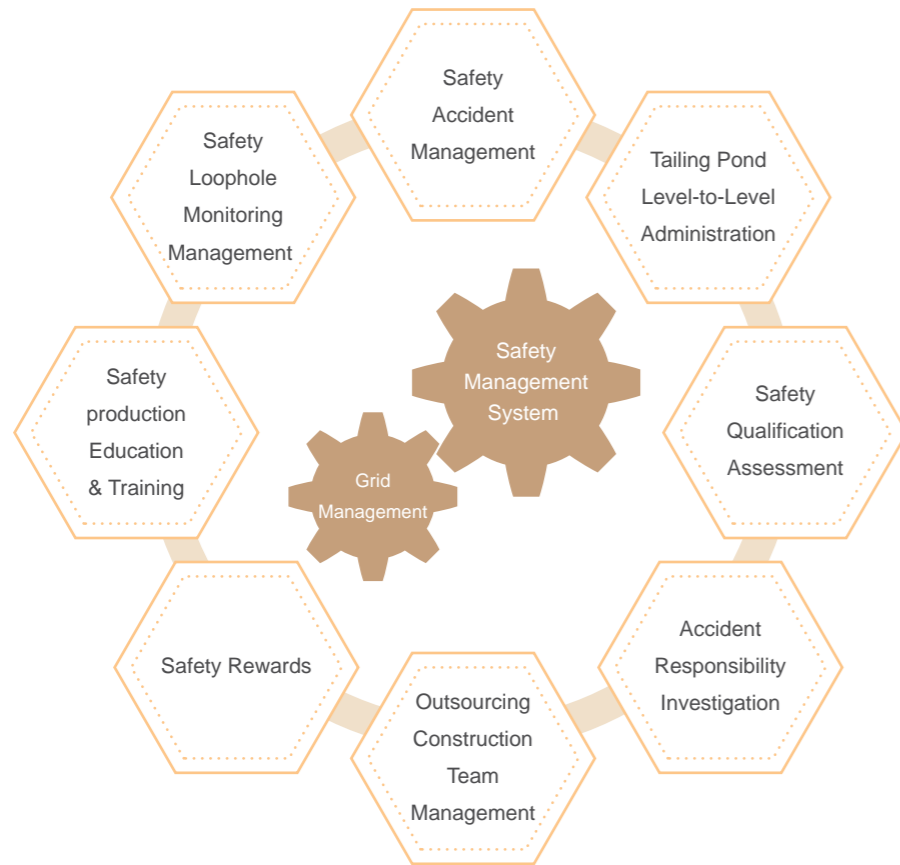 Safety
Accident
Management
Tailing Pond
Level-to-Level
Administration
Safety
Qualification
Assessment
Accident
Responsibility
Investigation
Outsourcing
Construction
Team
Management
Safety Rewards
Safety
production
Education
& Training
Safety
Loophole
Monitoring
Management
Safety
Management
System
Grid
Management